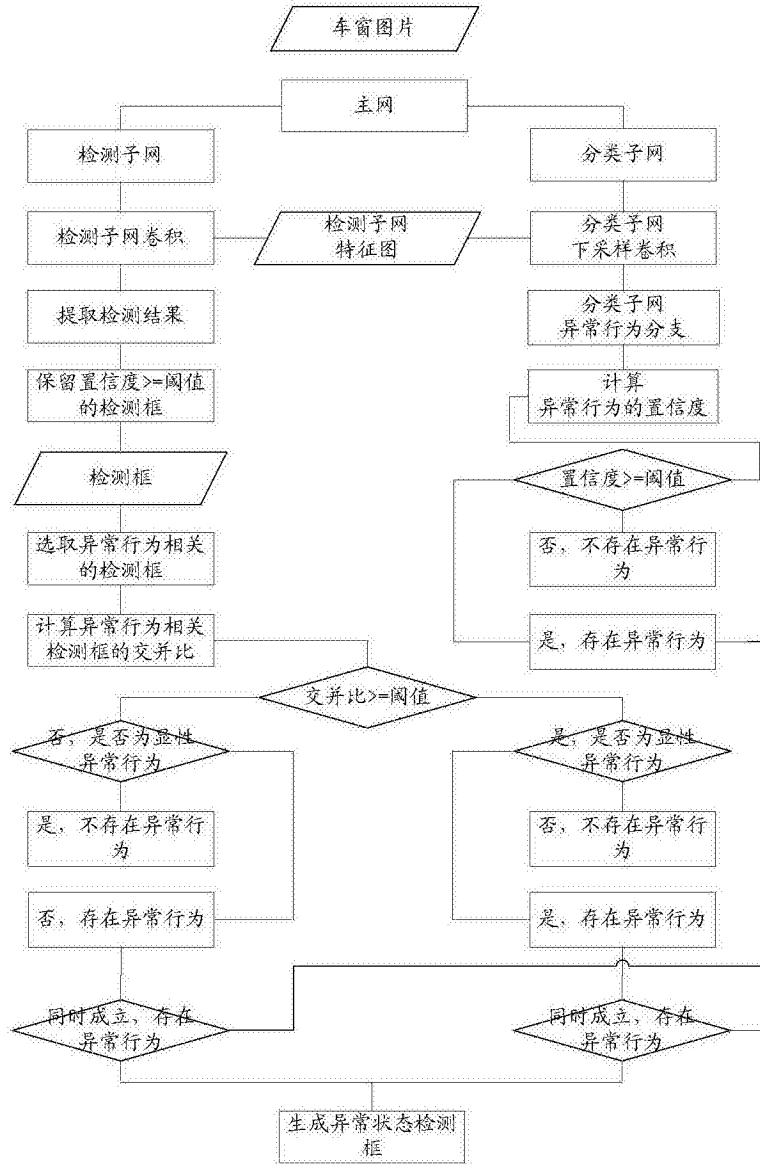 车窗图片
主网
检测子网
分类子网
检测子网卷积
检测子网
特征图
分类子网
下采样卷积
提取检测结果
分类子网
异常行为分支
保留置信度>=阈值
的检测框
计算
异常行为的置信度
检测框
置信度>=阈值
选取异常行为相关
的检测框
否，不存在异常行
为
计算异常行为相关
检测框的交并比
是，存在异常行为
交并比>=阈值
否，是否为显性
异常行为
是，是否为显性
异常行为
是，不存在异常行
为
否，不存在异常行
为
否，存在异常行为
是，存在异常行为
同时成立，存在
异常行为
同时成立，存在
异常行为
生成异常状态检测
框